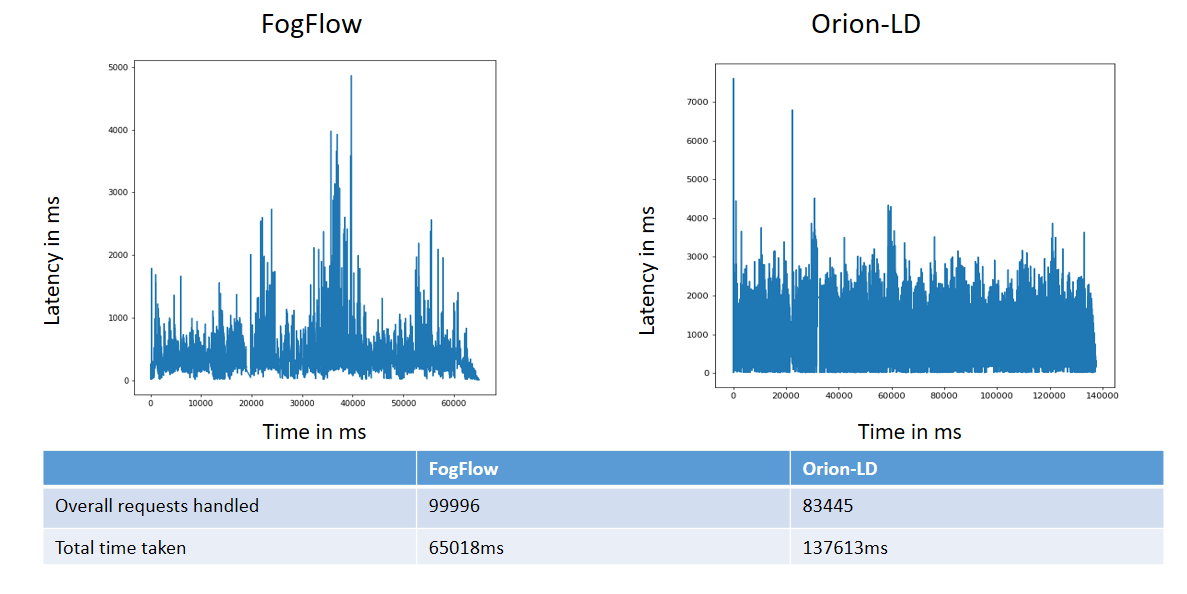 FogFlow
Orion-LD
5000
4000
3000
2000
1000
0
Latency in ms
0 10000 20000 30000 40000 50000 60000
Time in ms
7000
6000
5000
4000
3000
2000
1000
0
Latency in ms
0 20000 40000 60000 80000 100000 120000 140000
Time in ms
FogFlow Orion-LD
Overall requests handled 99996 83445
Total time taken 65018ms 137613ms